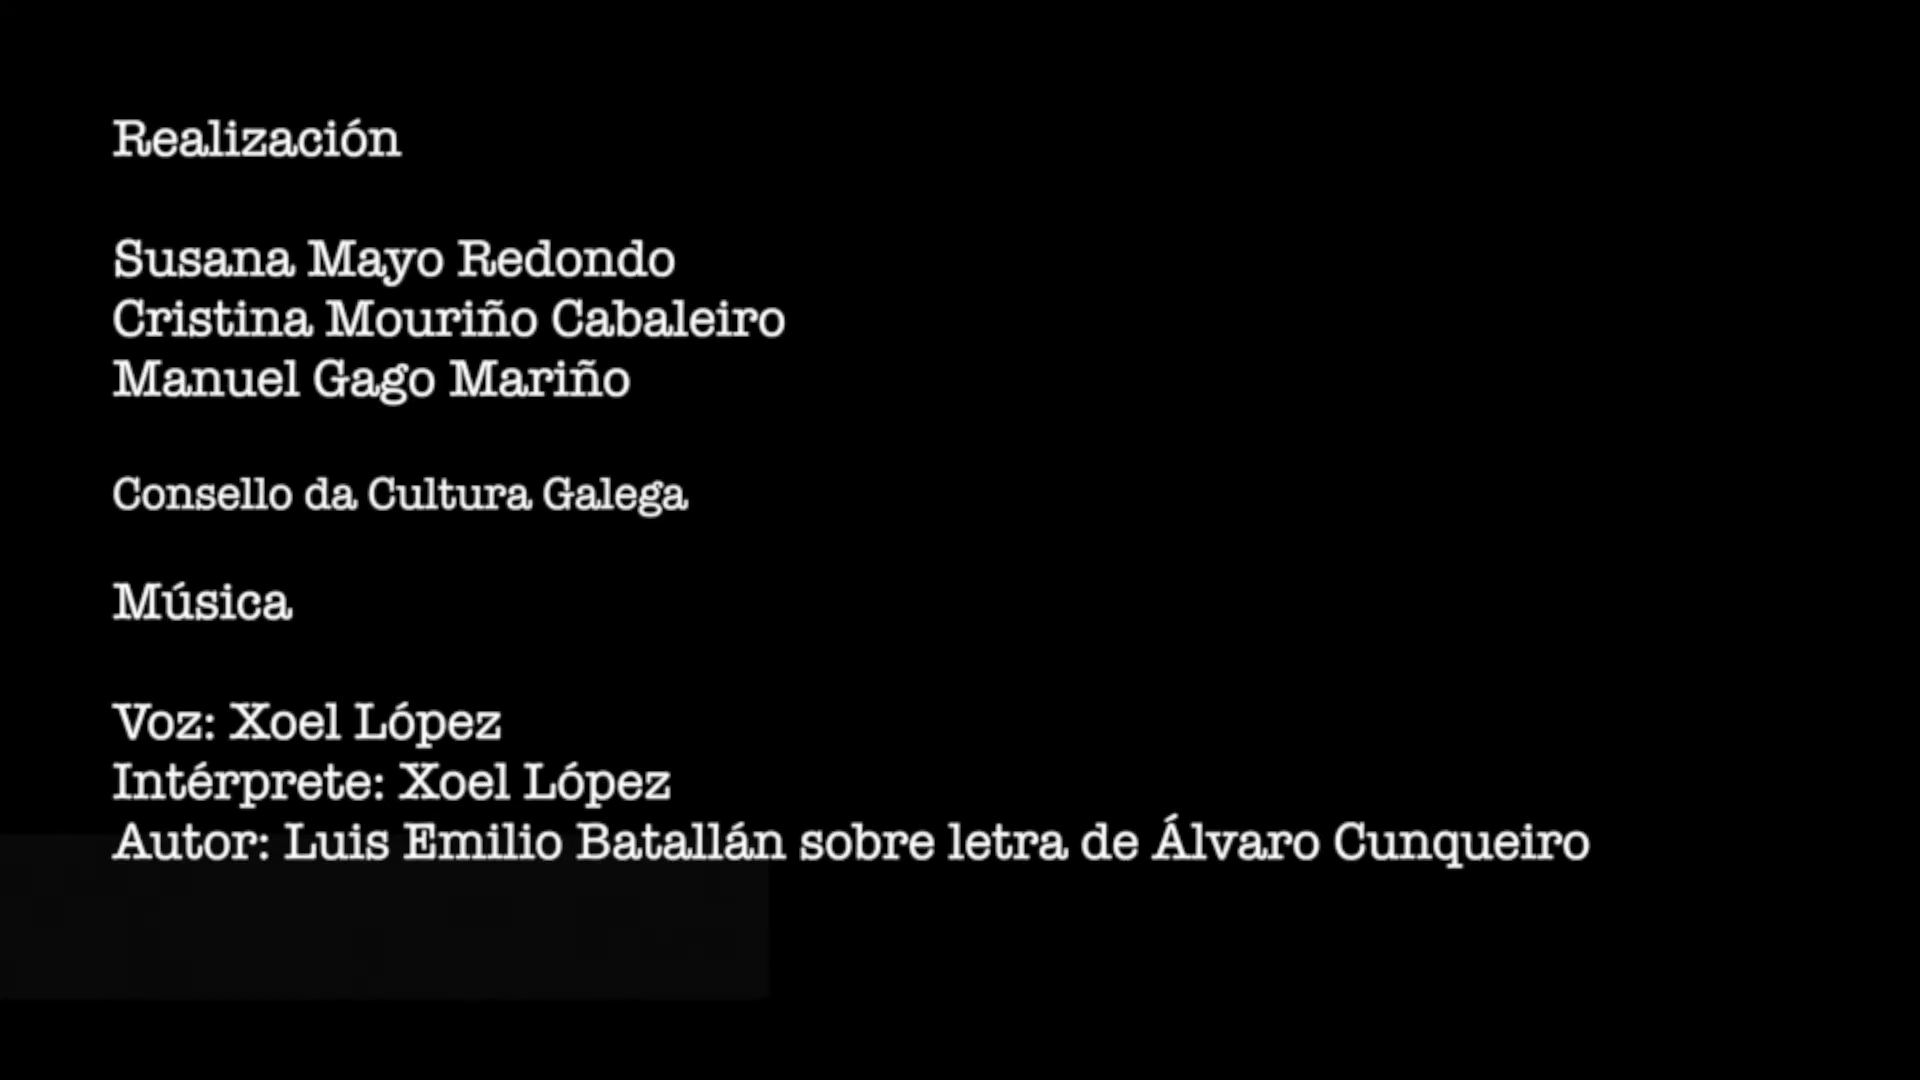 Realización
Susana Mayo Redondo
Cristina Mouriño Cabaleiro
Manuel Gago Mariño
Consello da Cultura Galega
Música
Voz: Xoel López
Intérprete: Xoel López
Autor: Luis Emilio Batallán sobre letra de Álvaro Cunqueiro